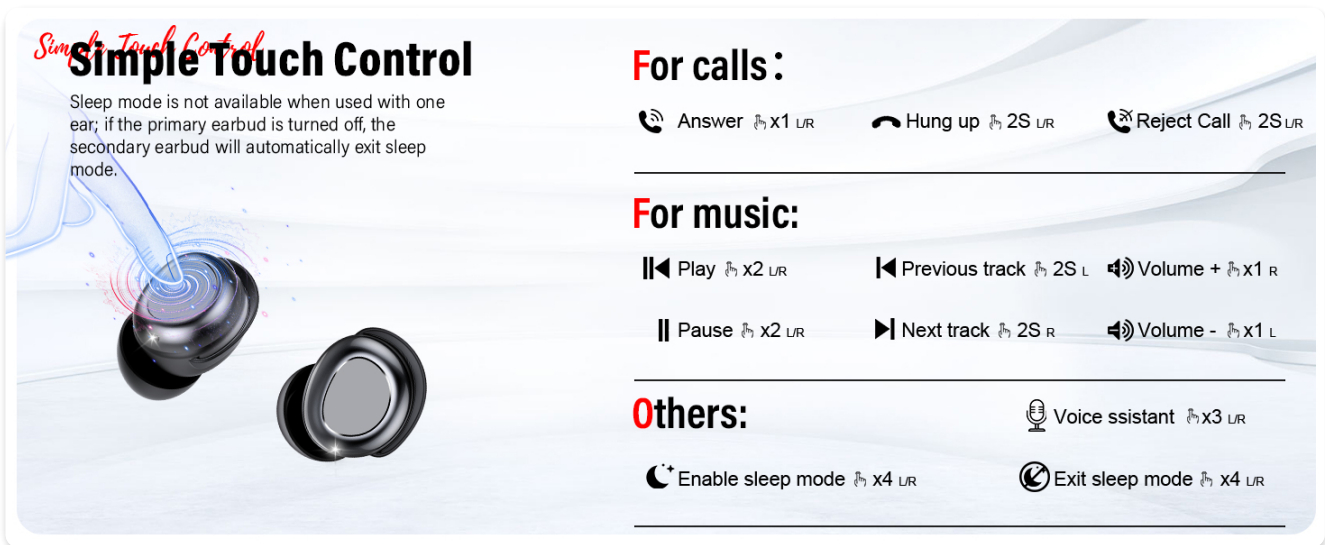 Simple Touch Control
Simple Touch Control
Sleep mode is not available when used with one
ear; if the primary earbud is turned off, the
secondary earbud will automatically exit sleep
mode.
For calls:
Answer x1 L/R
Hung up 2S L/R
Reject Call 2S L/R
For music:
Play x2 L/R
Previous track 2S L
Volume + x1 R
Pause x2 L/R
Next track 2S R
Volume - x1 L
Others:
Voice ssistant x3 L/R
Enable sleep mode x4 L/R
Exit sleep mode x4 L/R